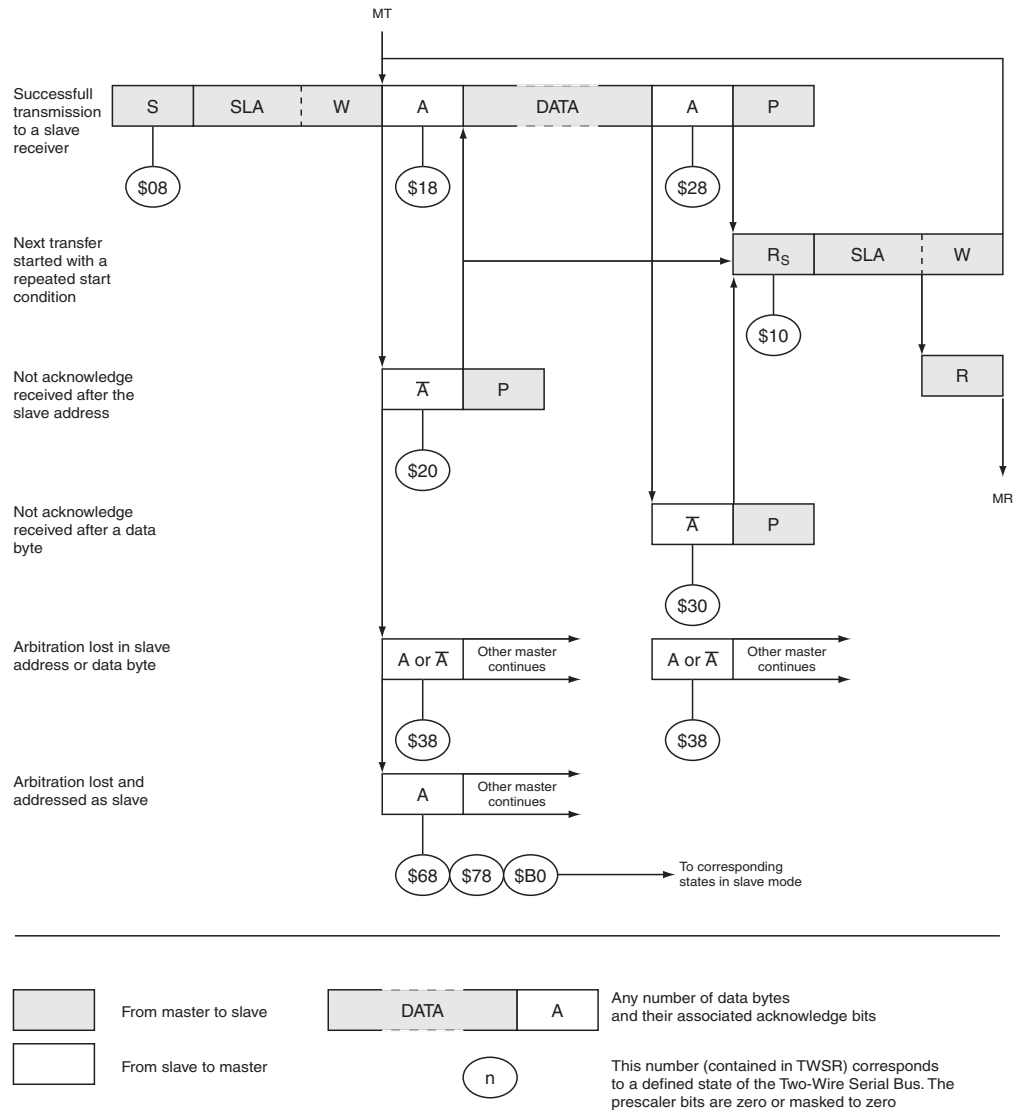 MT
Successfull
transmission
to a slave
receiver
S SLA W A DATA A P
$08 $18 $28
Next transfer
started with a
repeated start
condition
RS SLA W
$10
Not acknowledge
received after the
slave address
A̅ P
R
$20
MR
Not acknowledge
received after a data
byte
A̅ P
$30
Arbitration lost in slave
address or data byte
A or A̅ Other master
continues
A or A̅ Other master
continues
$38 $38
Arbitration lost and
addressed as slave
A Other master
continues
$68 $78 $B0 To corresponding
states in slave mode
From master to slave
DATA A Any number of data bytes
and their associated acknowledge bits
From slave to master
n This number (contained in TWSR) corresponds
to a defined state of the Two-Wire Serial Bus. The
prescaler bits are zero or masked to zero